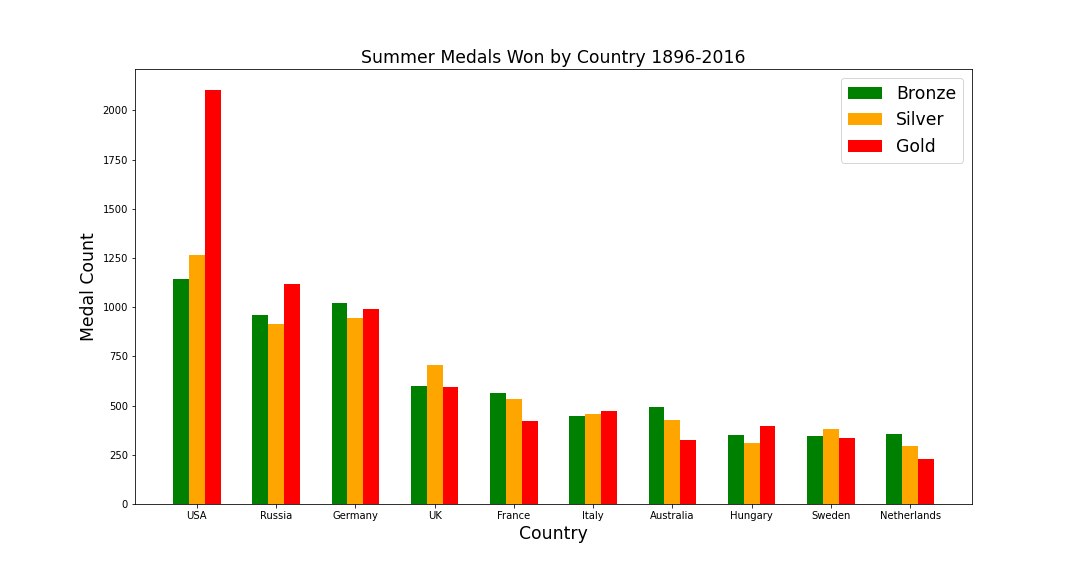 Summer Medals Won by Country 1896-2016
Bronze
Silver
Gold
2000
1750
1500
1250
1000
750
500
250
0
Medal Count
USA Russia Germany UK France Italy Australia Hungary Sweden Netherlands
Country